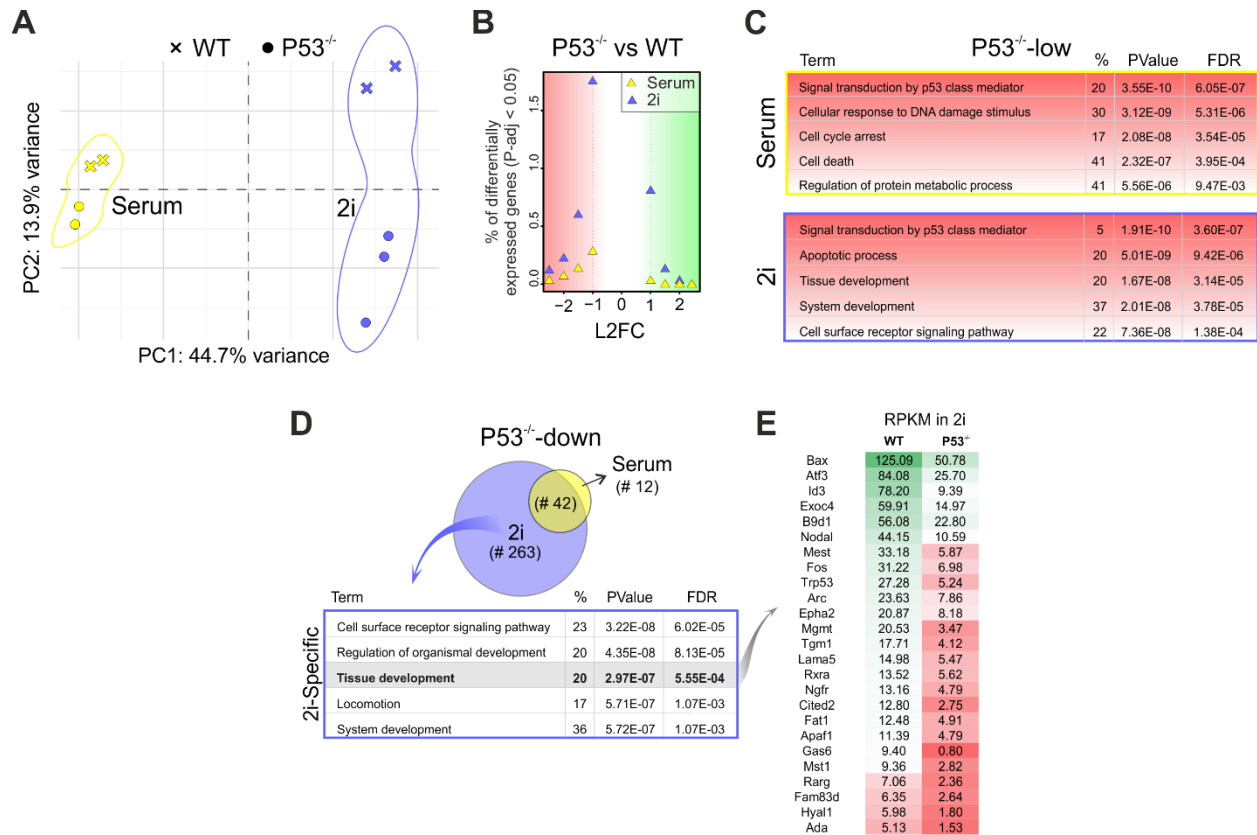 A
× WT ● P53-/-
Serum
2i
PC2: 13.9% variance
PC1: 44.7% variance
B
P53-/- vs WT
Serum
2i
% of differentially
expressed genes (P-adj < 0.05)
1.5
1.0
0.5
0.0
−2 −1 0 1 2
L2FC
C
P53-/--low
Term % PValue FDR
Serum
Signal transduction by p53 class mediator 20 3.55E-10 6.05E-07
Cellular response to DNA damage stimulus 30 3.12E-09 5.31E-06
Cell cycle arrest 17 2.08E-08 3.54E-05
Cell death 41 2.32E-07 3.95E-04
Regulation of protein metabolic process 41 5.56E-06 9.47E-03
2i
Signal transduction by p53 class mediator 5 1.91E-10 3.60E-07
Apoptotic process 20 5.01E-09 9.42E-06
Tissue development 20 1.67E-08 3.14E-05
System development 37 2.01E-08 3.78E-05
Cell surface receptor signaling pathway 22 7.36E-08 1.38E-04
D
P53-/--down
Serum
(# 12)
(# 42)
2i
(# 263)
Term % PValue FDR
2i-Specific
Cell surface receptor signaling pathway 23 3.22E-08 6.02E-05
Regulation of organismal development 20 4.35E-08 8.13E-05
Tissue development 20 2.97E-07 5.55E-04
Locomotion 17 5.71E-07 1.07E-03
System development 36 5.72E-07 1.07E-03
E
RPKM in 2i
WT P53-/-
Bax 125.09 50.78
Atf3 84.08 25.70
Id3 78.20 9.39
Exoc4 59.91 14.97
B9d1 56.08 22.80
Nodal 44.15 10.59
Mest 33.18 5.87
Fos 31.22 6.98
Trp53 27.28 5.24
Arc 23.63 7.86
Epha2 20.87 8.18
Mgmt 20.53 3.47
Tgm1 17.71 4.12
Lama5 14.98 5.47
Rxra 13.52 5.62
Ngfr 13.16 4.79
Cited2 12.80 2.75
Fat1 12.48 4.91
Apaf1 11.39 4.79
Gas6 9.40 0.80
Mst1 9.36 2.82
Rarg 7.06 2.36
Fam83d 6.35 2.64
Hyal1 5.98 1.80
Ada 5.13 1.53